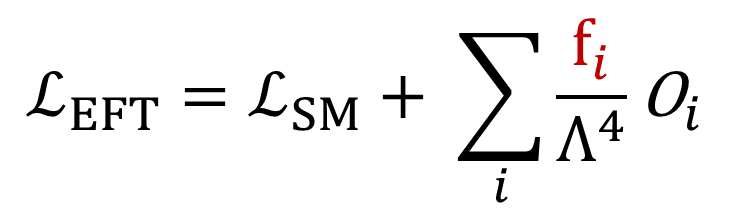 ℒ_EFT = ℒ_SM + ∑_i f_i/Λ^4 O_i